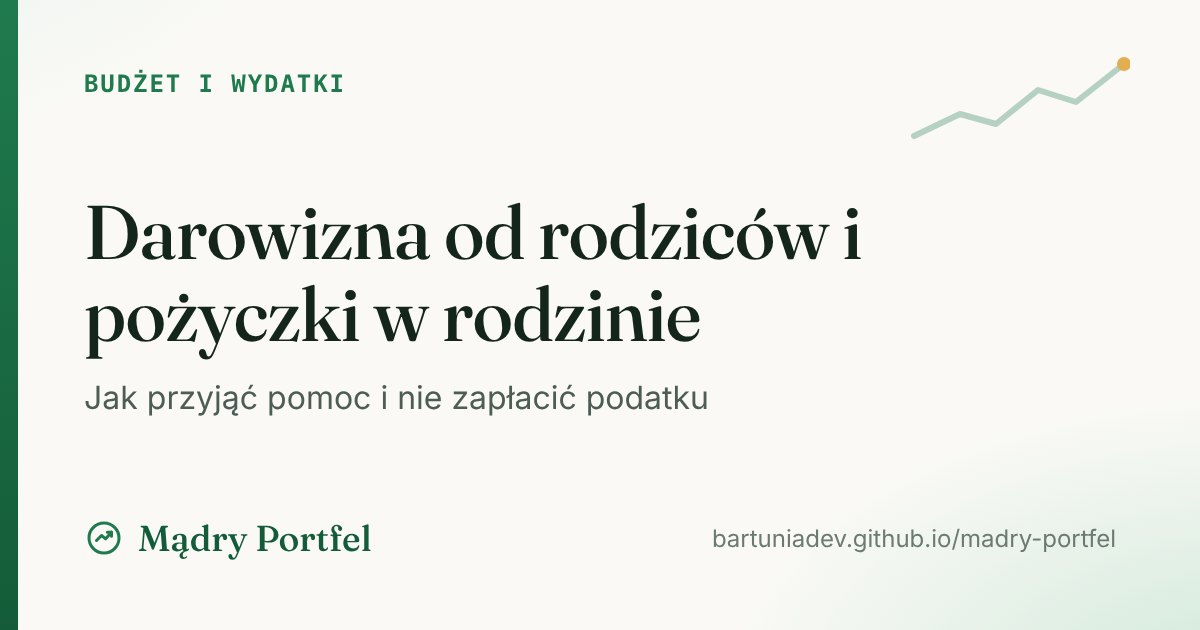 BUDŻET I WYDATKI
Darowizna od rodziców i
pożyczki w rodzinie
Jak przyjąć pomoc i nie zapłacić podatku
Mądry Portfel
bartuniadev.github.io/madry-portfel